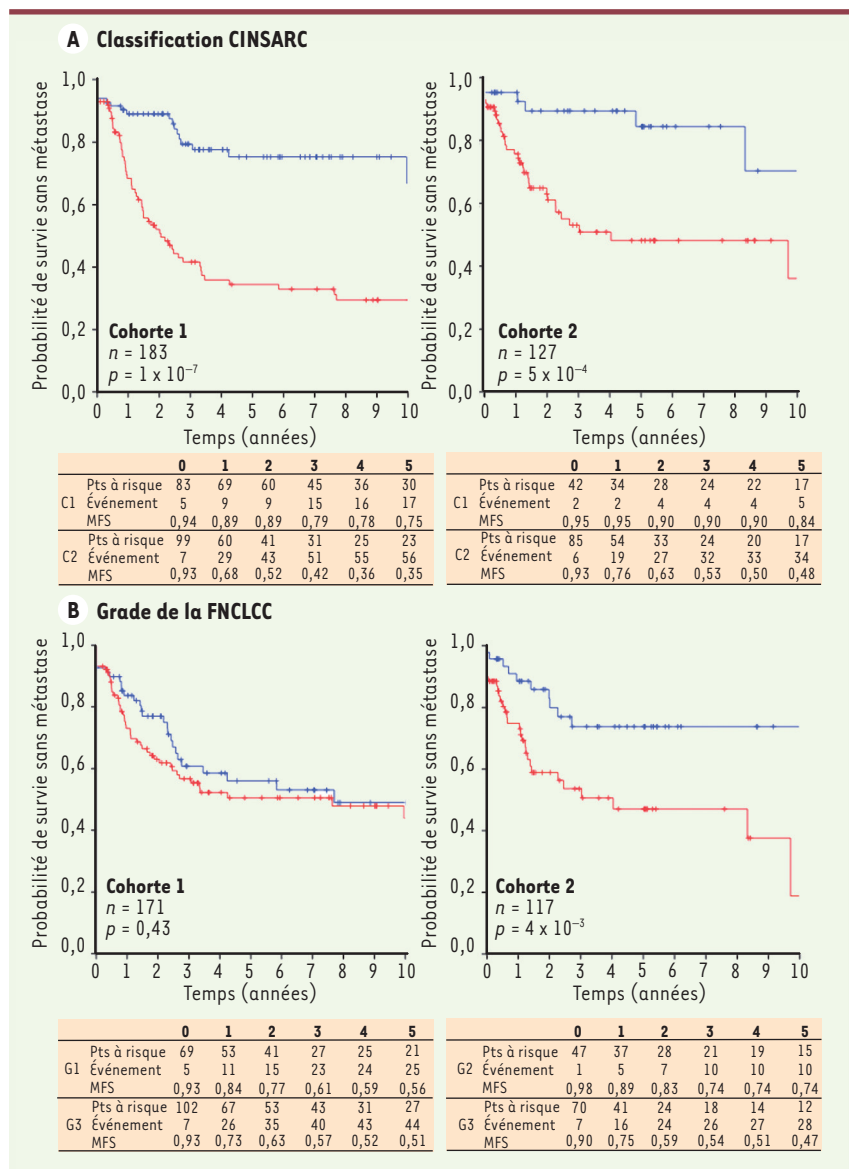 A Classification CINSARC
Probabilité de survie sans métastase
1,0
0,8
0,6
0,4
0,2
0,0
Cohorte 1
n = 183
p = 1 x 10⁻⁷
0 1 2 3 4 5 6 7 8 9 10
Temps (années)
Probabilité de survie sans métastase
1,0
0,8
0,6
0,4
0,2
0,0
Cohorte 2
n = 127
p = 5 x 10⁻⁴
0 1 2 3 4 5 6 7 8 9 10
Temps (années)
0 1 2 3 4 5
Pts à risque 83 69 60 45 36 30
C1 Événement 5 9 9 15 16 17
MFS 0,94 0,89 0,89 0,79 0,78 0,75
Pts à risque 99 60 41 31 25 23
C2 Événement 7 29 43 51 55 56
MFS 0,93 0,68 0,52 0,42 0,36 0,35
0 1 2 3 4 5
Pts à risque 42 34 28 24 22 17
C1 Événement 2 2 4 4 4 5
MFS 0,95 0,95 0,90 0,90 0,90 0,84
Pts à risque 85 54 33 24 20 17
C2 Événement 6 19 27 32 33 34
MFS 0,93 0,76 0,63 0,53 0,50 0,48
B Grade de la FNCLCC
Probabilité de survie sans métastase
1,0
0,8
0,6
0,4
0,2
0,0
Cohorte 1
n = 171
p = 0,43
0 1 2 3 4 5 6 7 8 9 10
Temps (années)
Probabilité de survie sans métastase
1,0
0,8
0,6
0,4
0,2
0,0
Cohorte 2
n = 117
p = 4 x 10⁻³
0 1 2 3 4 5 6 7 8 9 10
Temps (années)
0 1 2 3 4 5
Pts à risque 69 53 41 27 25 21
G1 Événement 5 11 15 23 24 25
MFS 0,93 0,84 0,77 0,61 0,59 0,56
Pts à risque 102 67 53 43 31 27
G3 Événement 7 26 35 40 43 44
MFS 0,93 0,73 0,63 0,57 0,52 0,51
0 1 2 3 4 5
Pts à risque 47 37 28 21 19 15
G2 Événement 1 5 7 10 10 10
MFS 0,98 0,89 0,83 0,74 0,74 0,74
Pts à risque 70 41 24 18 14 12
G3 Événement 7 16 24 26 27 28
MFS 0,90 0,75 0,59 0,54 0,51 0,47